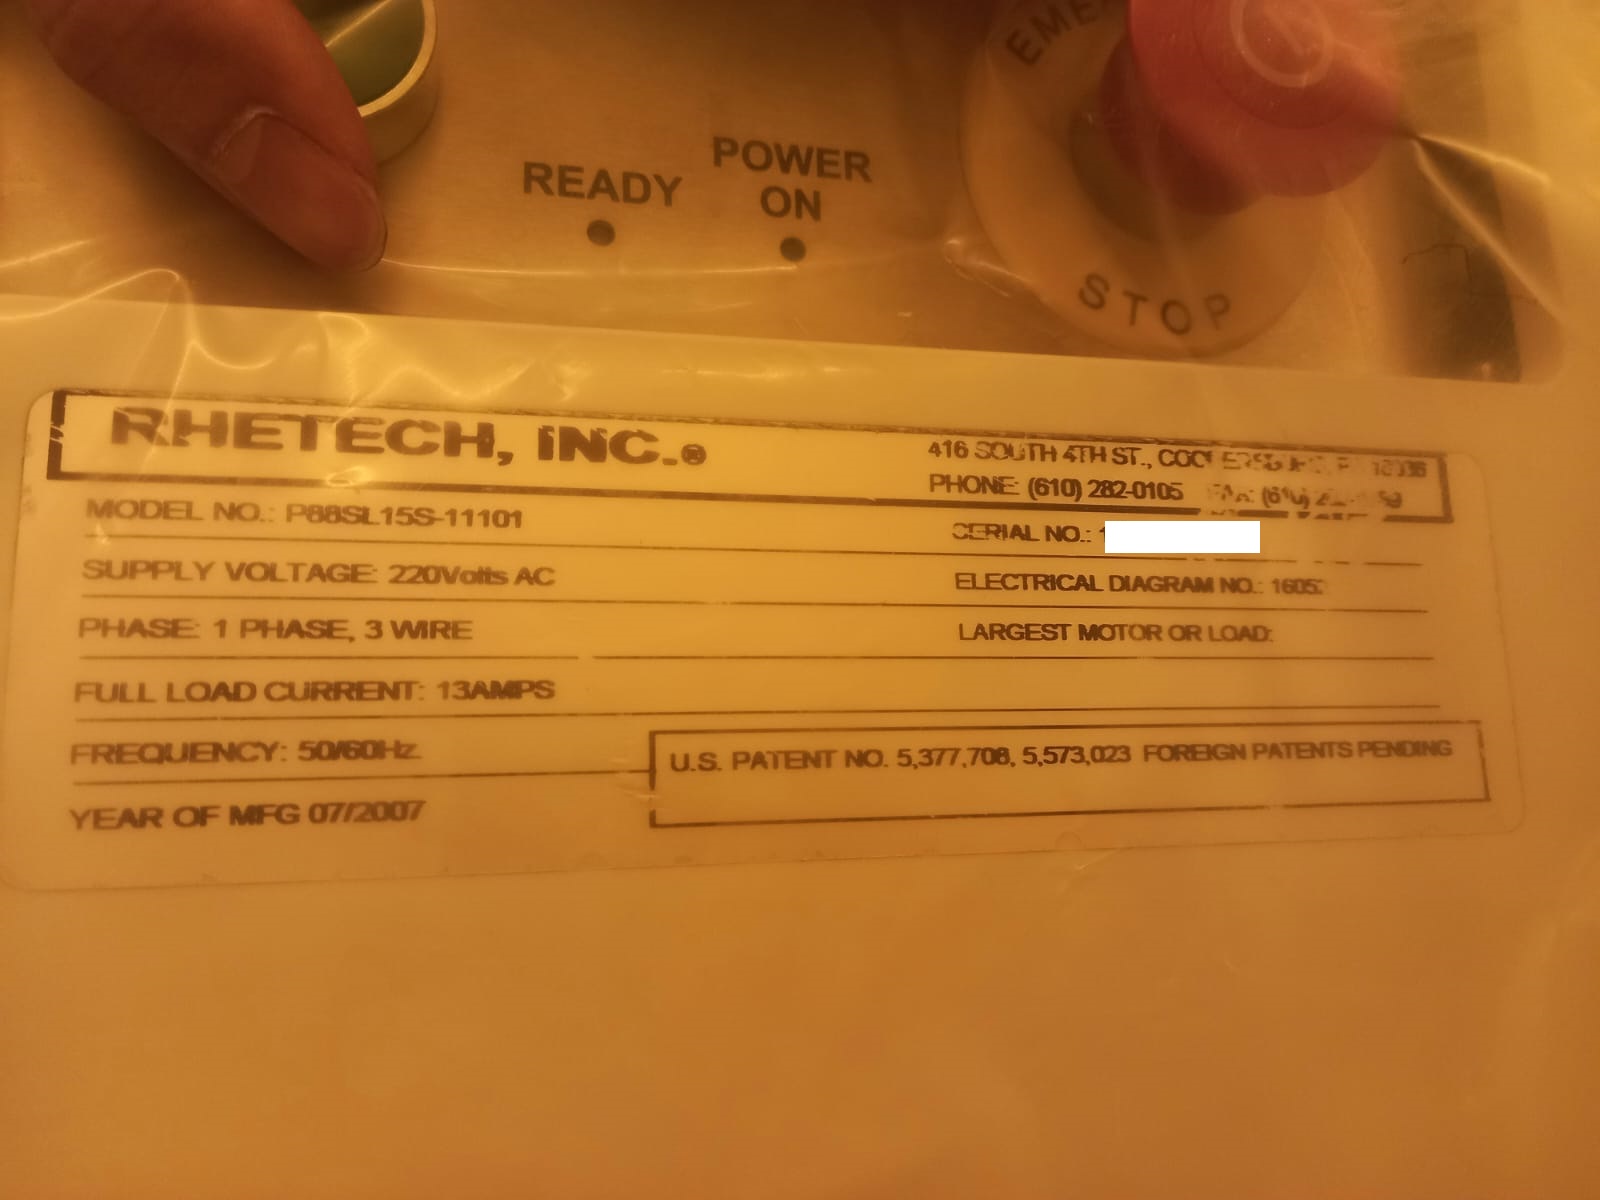 EME
READY
POWER
ON
STOP
RHETECH, INC.®
416 SOUTH 4TH ST.,
PHONE: (610) 282-0105
MODEL NO.: P88SL15S-11101
SERIAL NO.:
SUPPLY VOLTAGE: 220Volts AC
ELECTRICAL DIAGRAM NO.:
PHASE: 1 PHASE, 3 WIRE
LARGEST MOTOR OR LOAD:
FULL LOAD CURRENT: 13AMPS
FREQUENCY: 50/60Hz
U.S. PATENT NO. 5,377,708, 5,573,023 FOREIGN PATENTS PENDING
YEAR OF MFG 07/2007